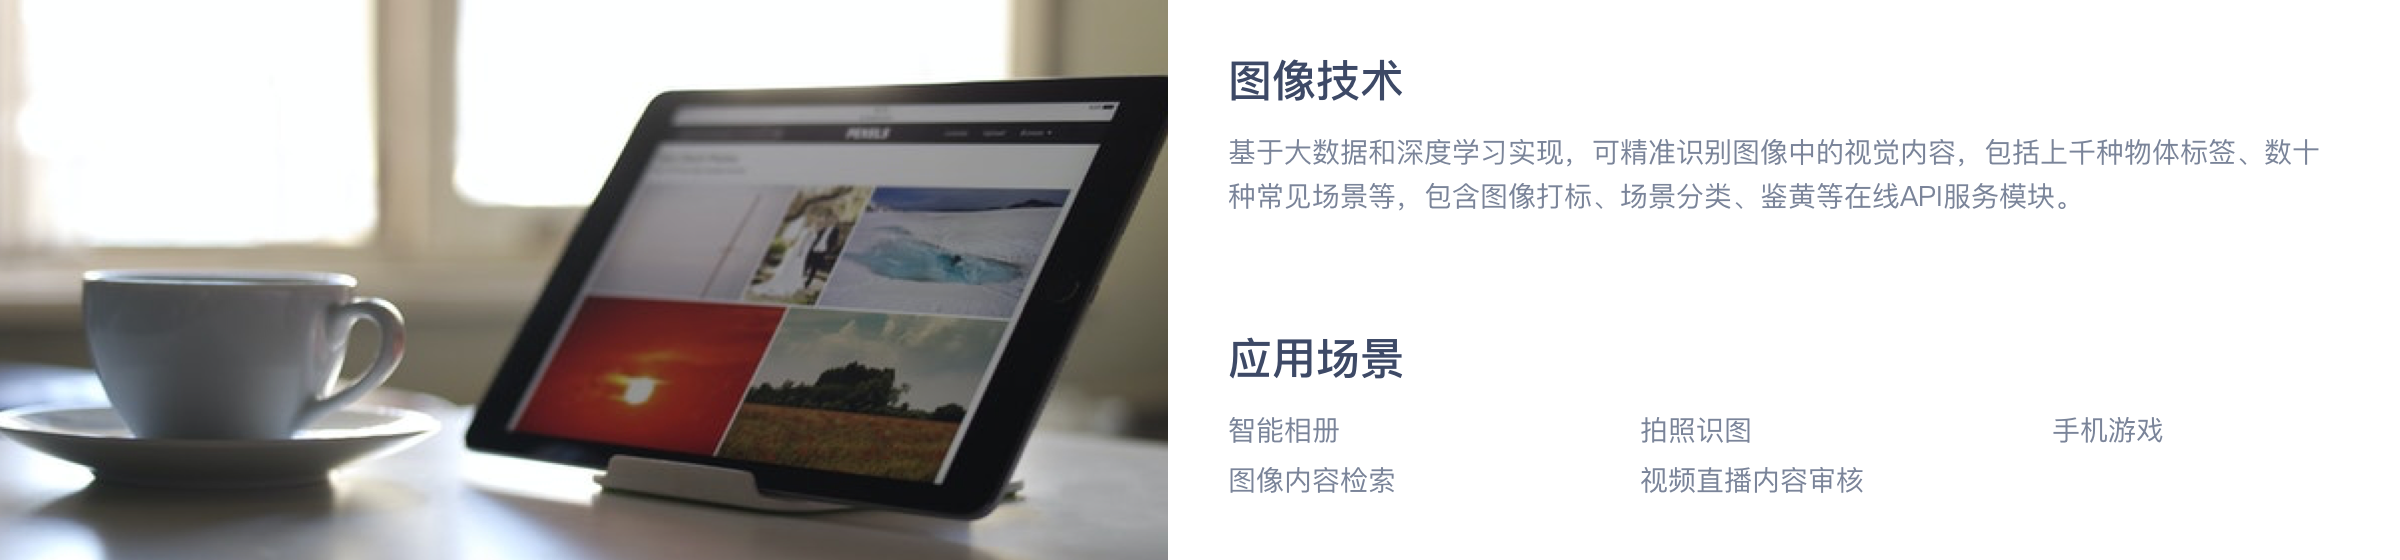 PEXELS
图像技术
基于大数据和深度学习实现，可精准识别图像中的视觉内容，包括上千种物体标签、数十
种常见场景等，包含图像打标、场景分类、鉴黄等在线API服务模块。
应用场景
智能相册 拍照识图 手机游戏
图像内容检索 视频直播内容审核